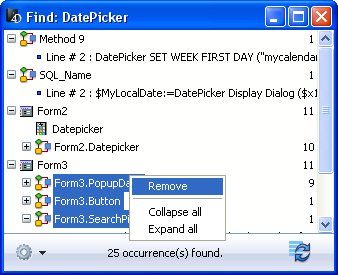 Find: DatePicker
Method 9 1
Line # 2 : DatePicker SET WEEK FIRST DAY ("mycalendar
SQL_Name 1
Line # 2 : $MyLocalDate:=DatePicker Display Dialog ($x1
Form2 11
Datepicker
Form2.Datepicker 10
Form3 11
Form3.PopupDa 9
Remove
Form3.Button 1
Collapse all
Form3.SearchPi 1
Expand all
25 occurrence(s) found.